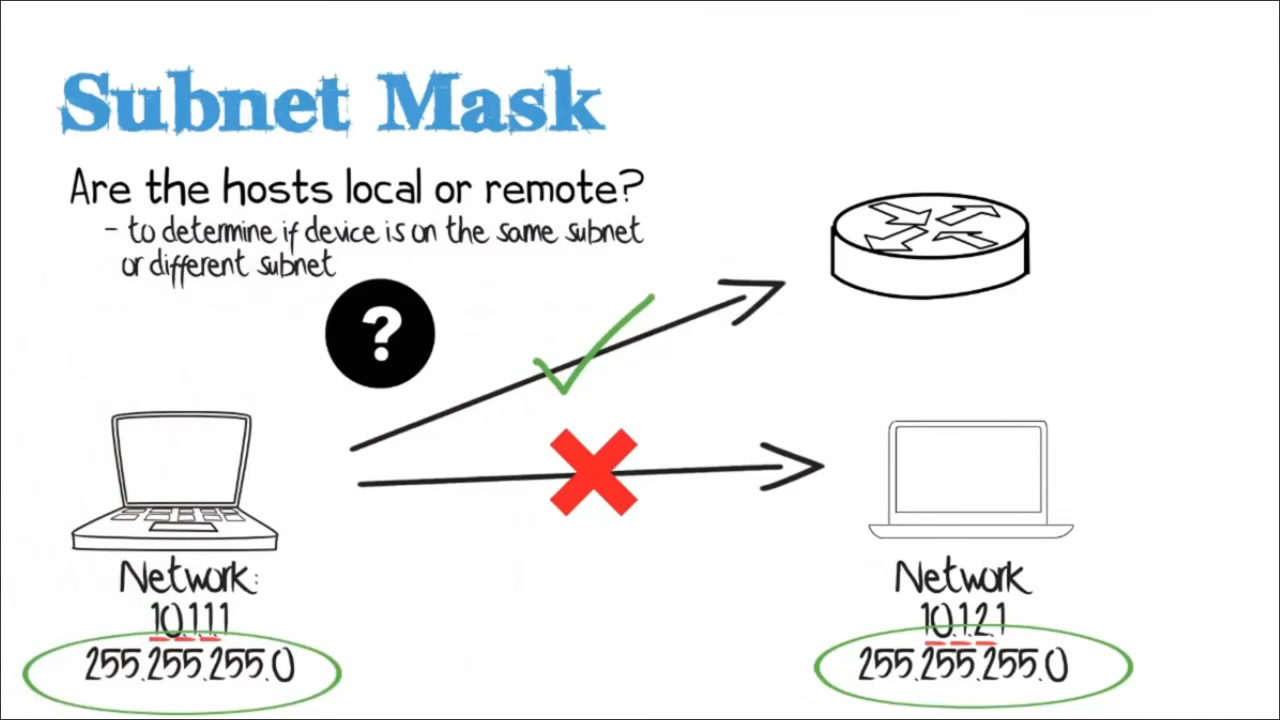 Subnet Mask
Are the hosts local or remote?
- to determine if device is on the same subnet
or different subnet
?
Network:
10.1.1.1
255.255.255.0
Network
10.1.2.1
255.255.255.0